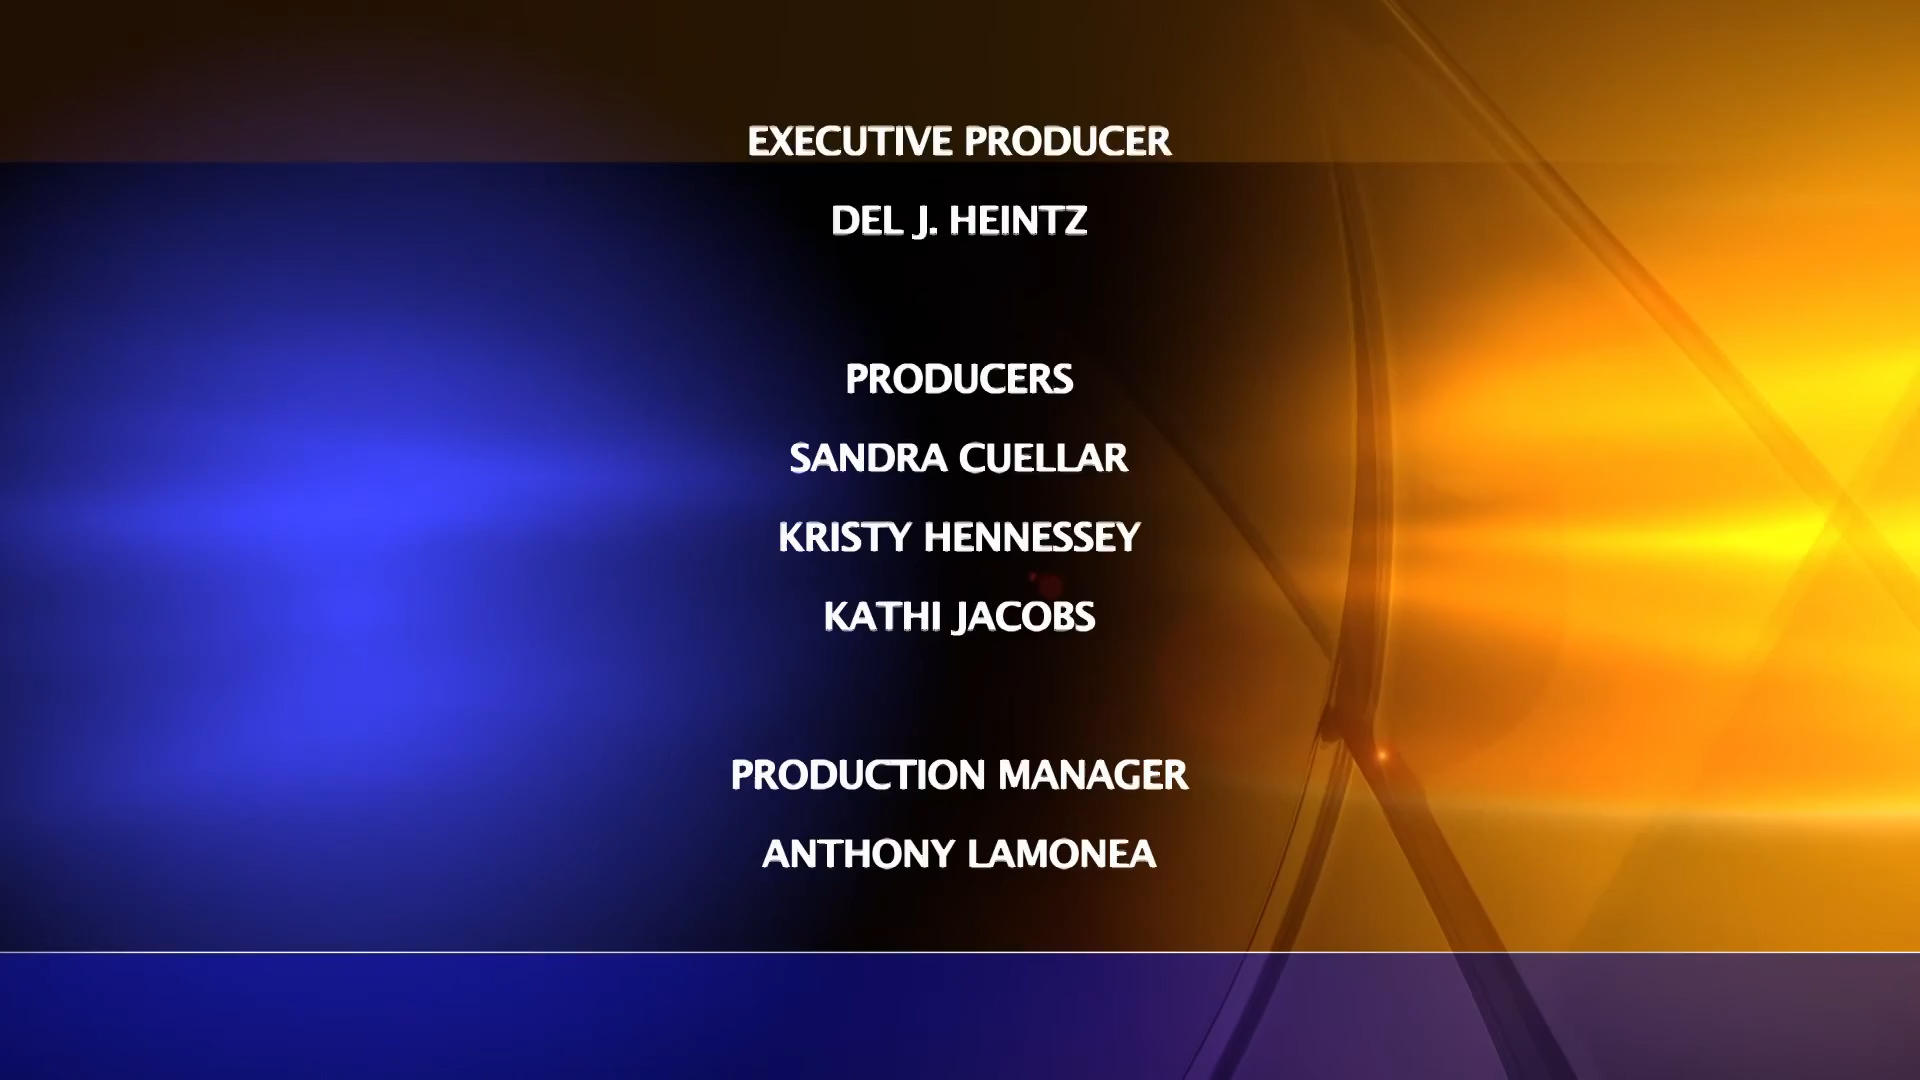 EXECUTIVE PRODUCER
DEL J. HEINTZ
PRODUCERS
SANDRA CUELLAR
KRISTY HENNESSEY
KATHI JACOBS
PRODUCTION MANAGER
ANTHONY LAMONEA